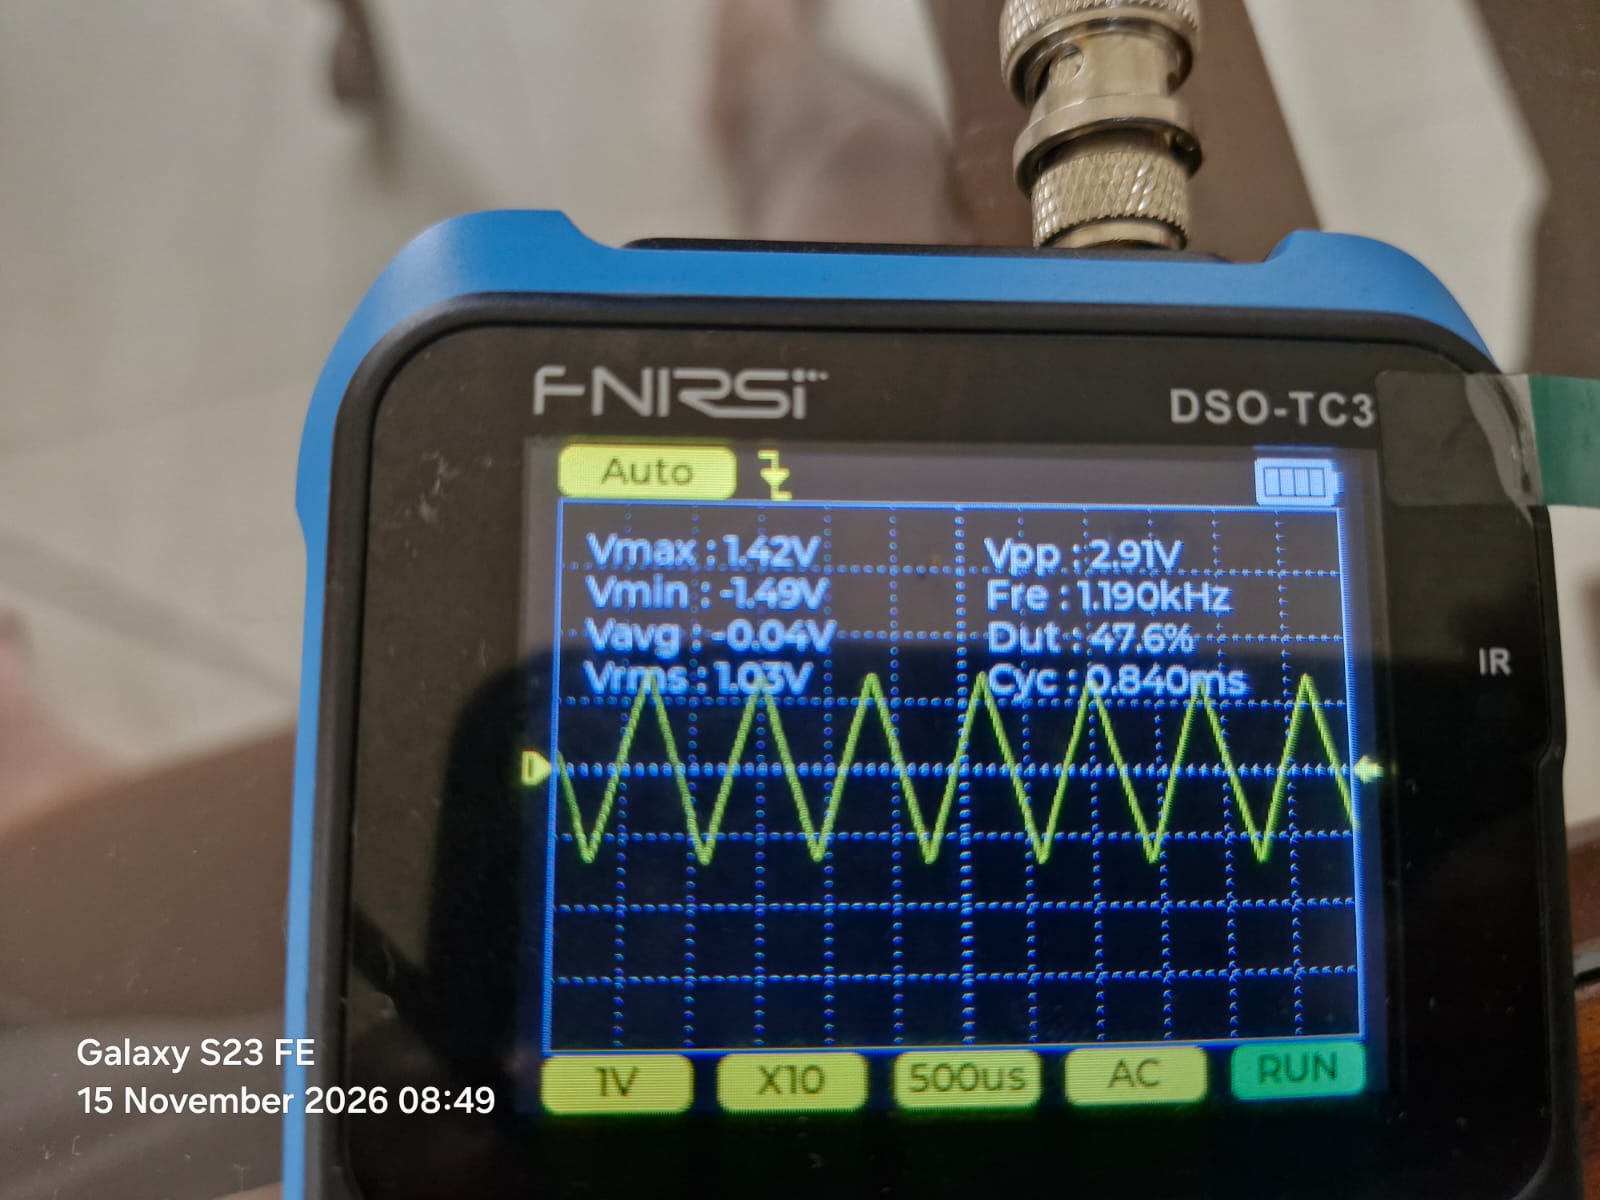 FNIRSI
DSO-TC3
Auto
Vmax : 1.42V
Vpp : 2.91V
Vmin : -1.49V
Fre : 1.190kHz
Vavg : -0.04V
Dut : 47.6%
Vrms : 1.03V
Cyc : 0.840ms
IR
1V
X10
500us
AC
RUN
Galaxy S23 FE
15 November 2026 08:49